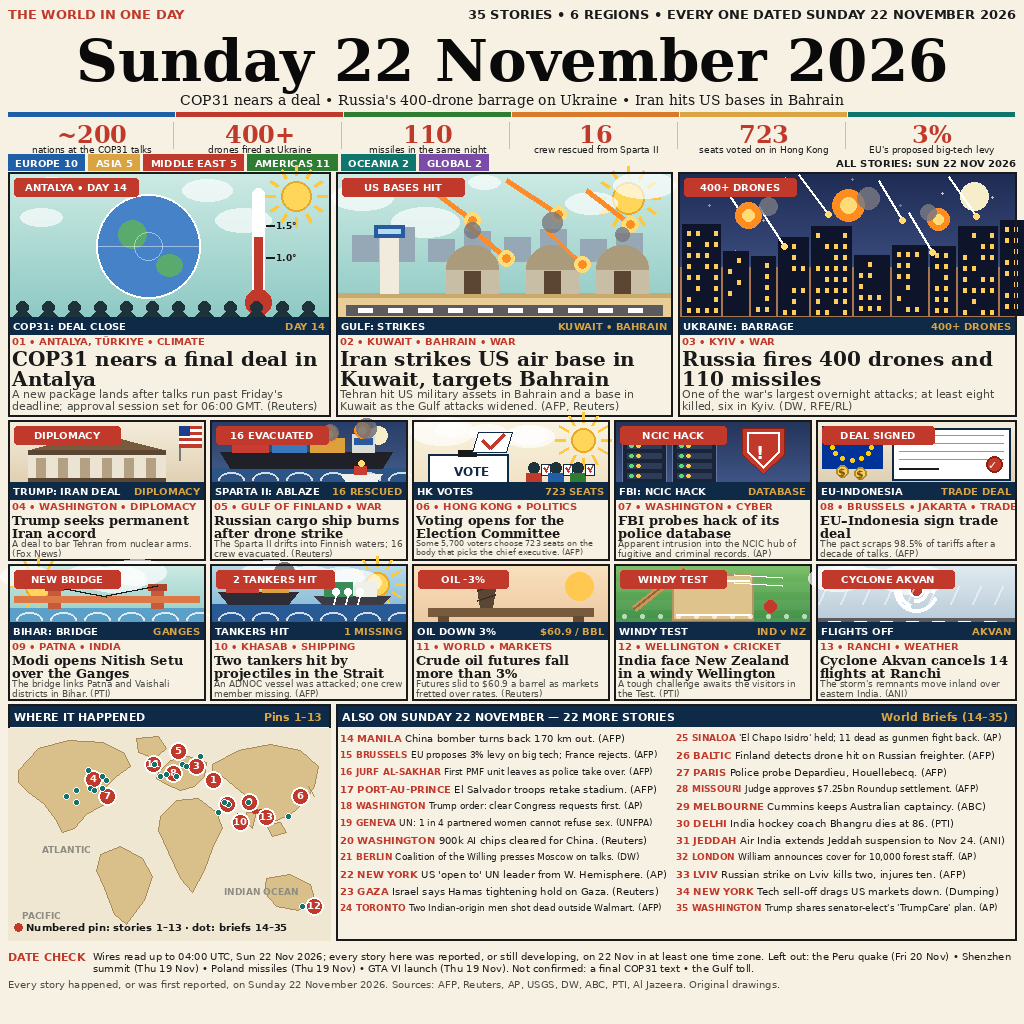 THE WORLD IN ONE DAY
35 STORIES • 6 REGIONS • EVERY ONE DATED SUNDAY 22 NOVEMBER 2026
Sunday 22 November 2026
COP31 nears a deal • Russia's 400-drone barrage on Ukraine • Iran hits US bases in Bahrain
~200
nations at the COP31 talks
400+
drones fired at Ukraine
110
missiles in the same night
16
crew rescued from Sparta II
723
seats voted on in Hong Kong
3%
EU's proposed big-tech levy
EUROPE 10
ASIA 5
MIDDLE EAST 5
AMERICAS 11
OCEANIA 2
GLOBAL 2
ALL STORIES: SUN 22 NOV 2026
ANTALYA • DAY 14
1.5°
1.0°
COP31: DEAL CLOSE
DAY 14
01 • ANTALYA, TÜRKIYE • CLIMATE
COP31 nears a final deal in
Antalya
A new package lands after talks run past Friday's
deadline; approval session set for 06:00 GMT. (Reuters)
US BASES HIT
GULF: STRIKES
KUWAIT • BAHRAIN
02 • KUWAIT • BAHRAIN • WAR
Iran strikes US air base in
Kuwait, targets Bahrain
Tehran hit US military assets in Bahrain and a base in
Kuwait as the Gulf attacks widened. (AFP, Reuters)
400+ DRONES
UKRAINE: BARRAGE
400+ DRONES
03 • KYIV • WAR
Russia fires 400 drones and
110 missiles
One of the war's largest overnight attacks; at least eight
killed, six in Kyiv. (DW, RFE/RL)
DIPLOMACY
TRUMP: IRAN DEAL
DIPLOMACY
04 • WASHINGTON • DIPLOMACY
Trump seeks permanent
Iran accord
A deal to bar Tehran from nuclear arms.
(Fox News)
16 EVACUATED
SPARTA II: ABLAZE
16 RESCUED
05 • GULF OF FINLAND • WAR
Russian cargo ship burns
after drone strike
The Sparta II drifts into Finnish waters; 16
crew evacuated. (Reuters)
VOTE
HK VOTES
723 SEATS
06 • HONG KONG • POLITICS
Voting opens for the
Election Committee
Some 5,700 voters choose 723 seats on the
body that picks the chief executive. (AFP)
NCIC HACK
!
FBI: NCIC HACK
DATABASE
07 • WASHINGTON • CYBER
FBI probes hack of its
police database
Apparent intrusion into the NCIC hub of
fugitive and criminal records. (AP)
DEAL SIGNED
$ $
EU-INDONESIA
TRADE DEAL
08 • BRUSSELS • JAKARTA • TRADE
EU–Indonesia sign trade
deal
The pact scraps 98.5% of tariffs after a
decade of talks. (AFP)
NEW BRIDGE
BIHAR: BRIDGE
GANGES
09 • PATNA • INDIA
Modi opens Nitish Setu
over the Ganges
The bridge links Patna and Vaishali
districts in Bihar. (PTI)
2 TANKERS HIT
TANKERS HIT
1 MISSING
10 • KHASAB • SHIPPING
Two tankers hit by
projectiles in the Strait
An ADNOC vessel was attacked; one crew
member missing. (AFP)
OIL -3%
OIL DOWN 3%
$60.9 / BBL
11 • WORLD • MARKETS
Crude oil futures fall
more than 3%
Futures slid to $60.9 a barrel as markets
fretted over rates. (Reuters)
WINDY TEST
WINDY TEST
IND v NZ
12 • WELLINGTON • CRICKET
India face New Zealand
in a windy Wellington
A tough challenge awaits the visitors in
the Test. (PTI)
CYCLONE AKVAN
FLIGHTS OFF
AKVAN
13 • RANCHI • WEATHER
Cyclone Akvan cancels 14
flights at Ranchi
The storm's remnants move inland over
eastern India. (ANI)
WHERE IT HAPPENED
Pins 1–13
5
3
4
7
1
6
10
13
12
ATLANTIC
INDIAN OCEAN
PACIFIC
Numbered pin: stories 1–13 · dot: briefs 14–35
ALSO ON SUNDAY 22 NOVEMBER — 22 MORE STORIES
World Briefs (14–35)
14 MANILA China bomber turns back 170 km out. (AFP)
15 BRUSSELS EU proposes 3% levy on big tech; France rejects. (AFP)
16 JURF AL-SAKHAR First PMF unit leaves as police take over. (AFP)
17 PORT-AU-PRINCE El Salvador troops retake stadium. (AFP)
18 WASHINGTON Trump order: clear Congress requests first. (AP)
19 GENEVA UN: 1 in 4 partnered women cannot refuse sex. (UNFPA)
20 WASHINGTON 900k AI chips cleared for China. (Reuters)
21 BERLIN Coalition of the Willing presses Moscow on talks. (DW)
22 NEW YORK US 'open to' UN leader from W. Hemisphere. (AP)
23 GAZA Israel says Hamas tightening hold on Gaza. (Reuters)
24 TORONTO Two Indian-origin men shot dead outside Walmart. (AFP)
25 SINALOA 'El Chapo Isidro' held; 11 dead as gunmen fight back. (AP)
26 BALTIC Finland detects drone hit on Russian freighter. (AFP)
27 PARIS Police probe Depardieu, Houellebecq. (AFP)
28 MISSOURI Judge approves $7.25bn Roundup settlement. (AFP)
29 MELBOURNE Cummins keeps Australian captaincy. (ABC)
30 DELHI India hockey coach Bhangru dies at 86. (PTI)
31 JEDDAH Air India extends Jeddah suspension to Nov 24. (ANI)
32 LONDON William announces cover for 10,000 forest staff. (AP)
33 LVIV Russian strike on Lviv kills two, injures ten. (AFP)
34 NEW YORK Tech sell-off drags US markets down. (Dumping)
35 WASHINGTON Trump shares senator-elect's 'TrumpCare' plan. (AP)
DATE CHECK
Wires read up to 04:00 UTC, Sun 22 Nov 2026; every story here was reported, or still developing, on 22 Nov in at least one time zone. Left out: the Peru quake (Fri 20 Nov) • Shenzhen
summit (Thu 19 Nov) • Poland missiles (Thu 19 Nov) • GTA VI launch (Thu 19 Nov). Not confirmed: a final COP31 text • the Gulf toll.
Every story happened, or was first reported, on Sunday 22 November 2026. Sources: AFP, Reuters, AP, USGS, DW, ABC, PTI, Al Jazeera. Original drawings.